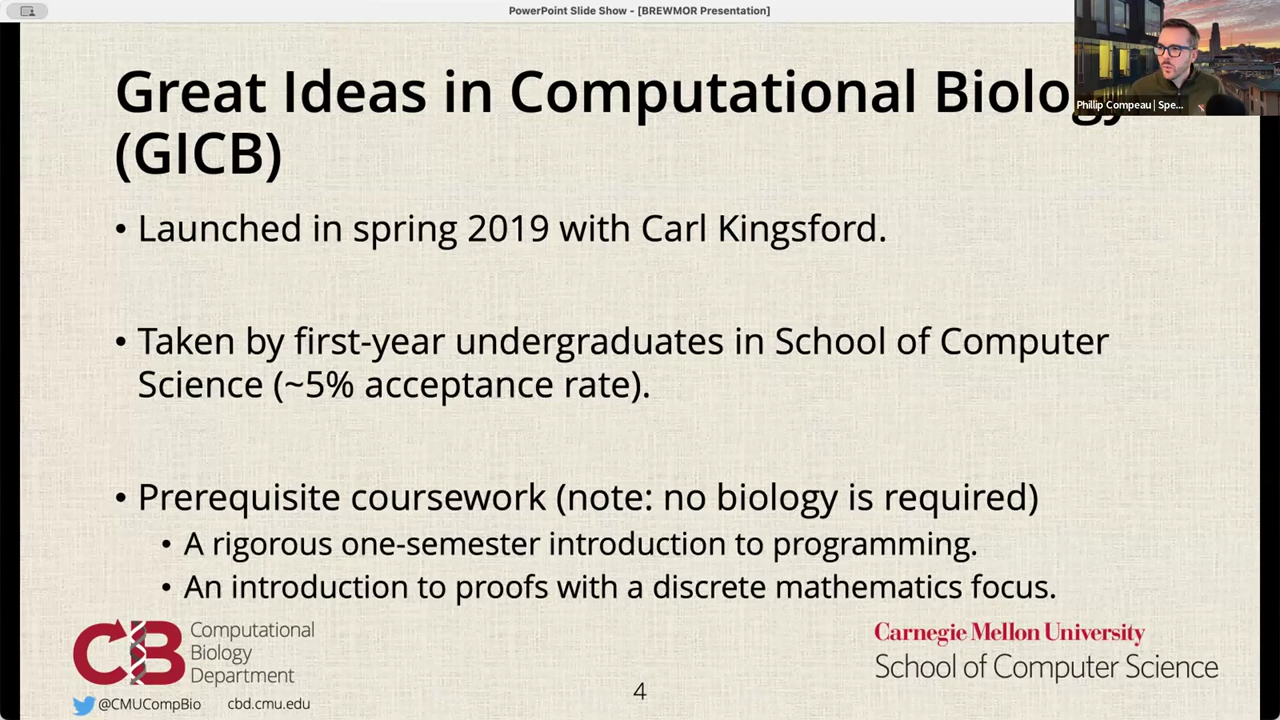 PowerPoint Slide Show - [BREWMOR Presentation]
Great Ideas in Computational Biology
(GICB)
Phillip Compeau | Spe...
• Launched in spring 2019 with Carl Kingsford.
• Taken by first-year undergraduates in School of Computer
Science (~5% acceptance rate).
• Prerequisite coursework (note: no biology is required)
• A rigorous one-semester introduction to programming.
• An introduction to proofs with a discrete mathematics focus.
CB
Computational
Biology
Department
@CMUCompBio cbd.cmu.edu
4
Carnegie Mellon University
School of Computer Science